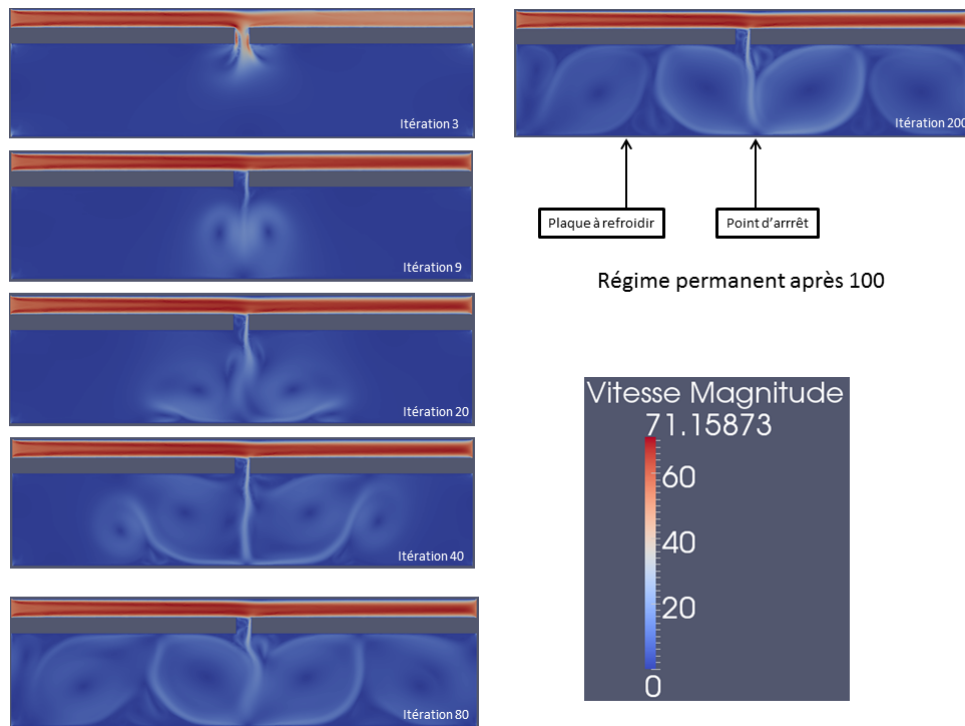 Itération 3
Itération 9
Itération 20
Itération 40
Itération 80
Itération 200
Plaque à refroidir
Point d'arrrêt
Régime permanent après 100
Vitesse Magnitude
71.15873
60
40
20
0